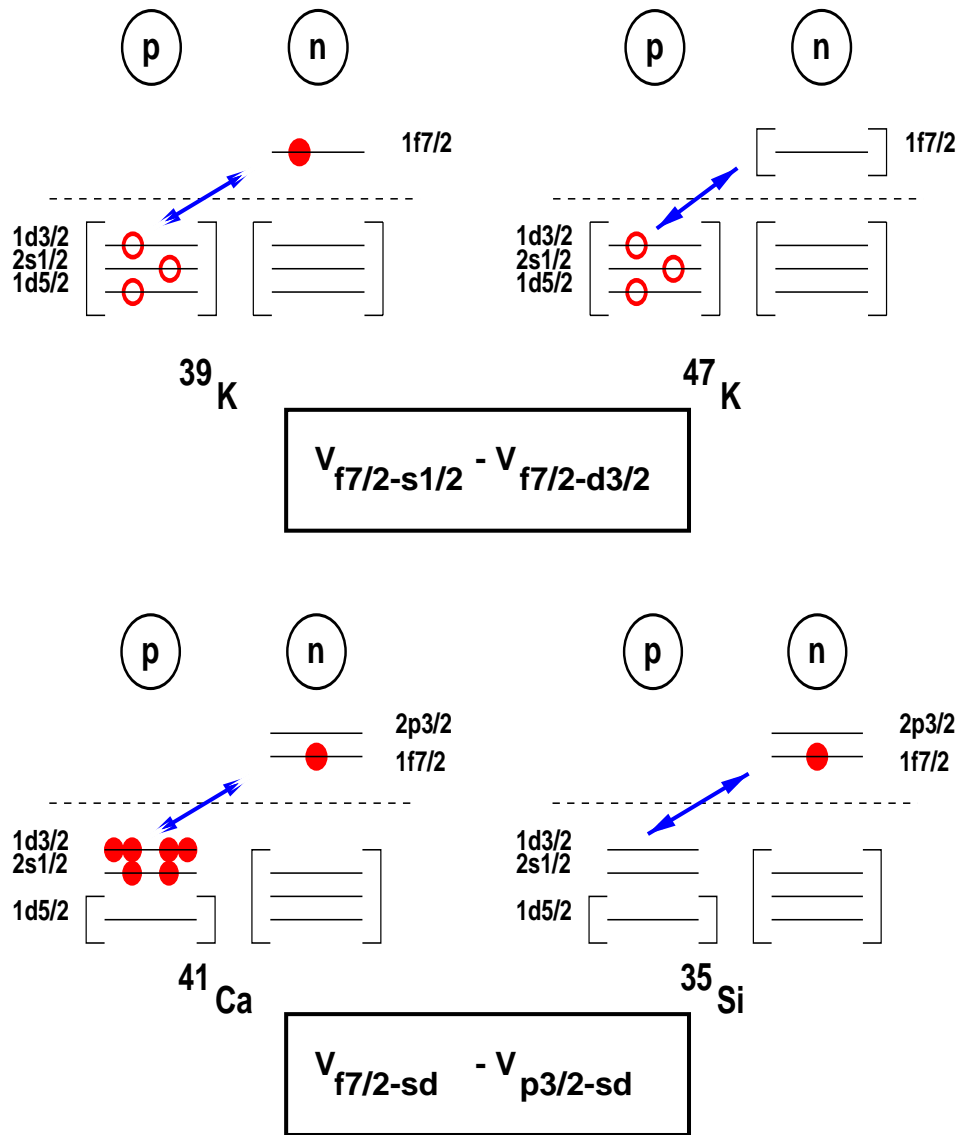 p n p n
1f7/2 1f7/2
1d3/2 1d3/2
2s1/2 2s1/2
1d5/2 1d5/2
39K 47K
Vf7/2-s1/2 - Vf7/2-d3/2
p n p n
2p3/2 2p3/2
1f7/2 1f7/2
1d3/2 1d3/2
2s1/2 2s1/2
1d5/2 1d5/2
41Ca 35Si
Vf7/2-sd - Vp3/2-sd